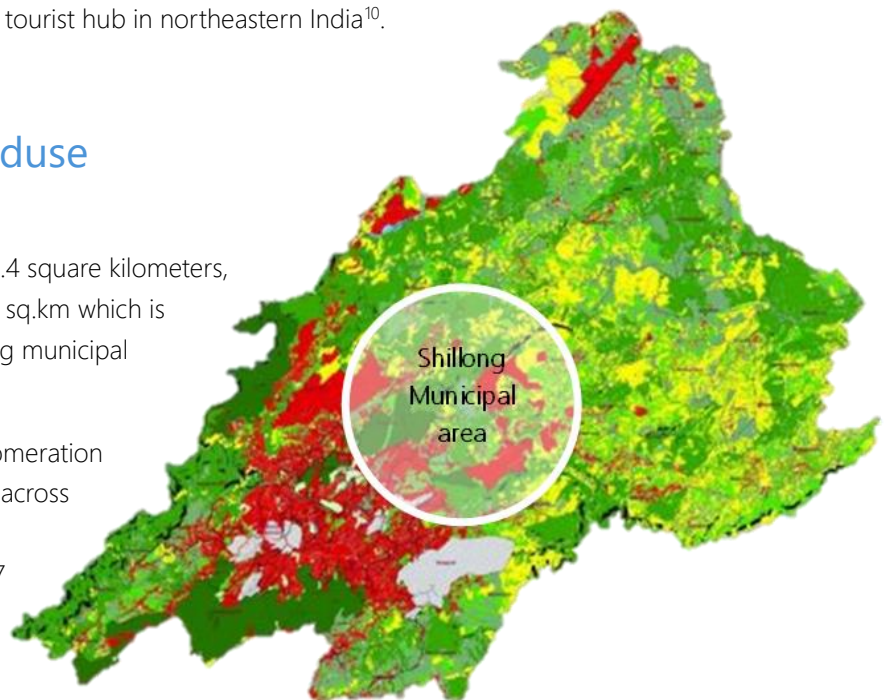 tourist hub in northeastern India¹⁰.
duse
.4 square kilometers,
sq.km which is
g municipal
omeration
across
7
Shillong
Municipal
area